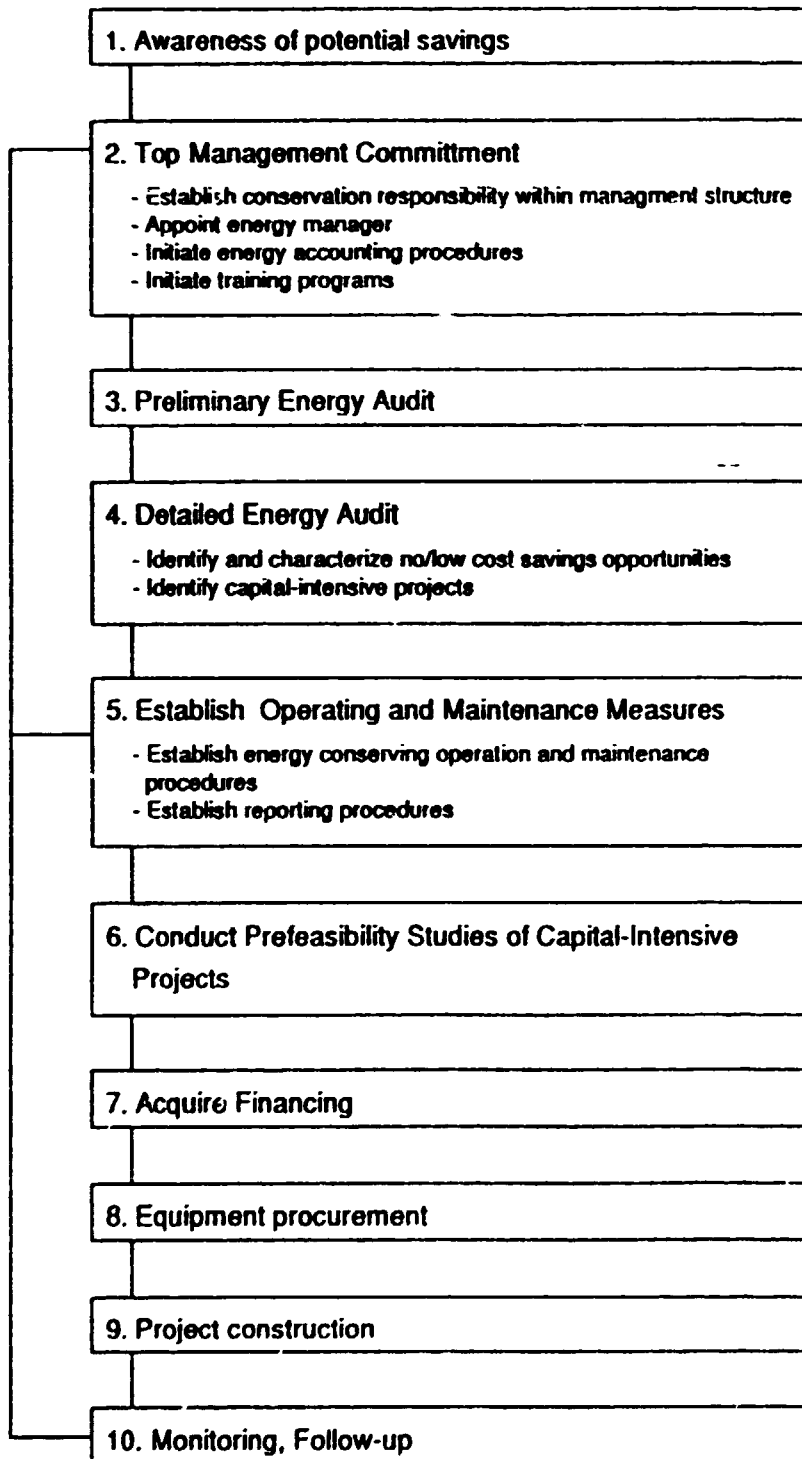 1. Awareness of potential savings
2. Top Management Committment
- Establish conservation responsibility within managment structure
- Appoint energy manager
- Initiate energy accounting procedures
- Initiate training programs
3. Preliminary Energy Audit
4. Detailed Energy Audit
- Identify and characterize no/low cost savings opportunities
- Identify capital-intensive projects
5. Establish Operating and Maintenance Measures
- Establish energy conserving operation and maintenance
procedures
- Establish reporting procedures
6. Conduct Prefeasibility Studies of Capital-Intensive
Projects
7. Acquire Financing
8. Equipment procurement
9. Project construction
10. Monitoring, Follow-up